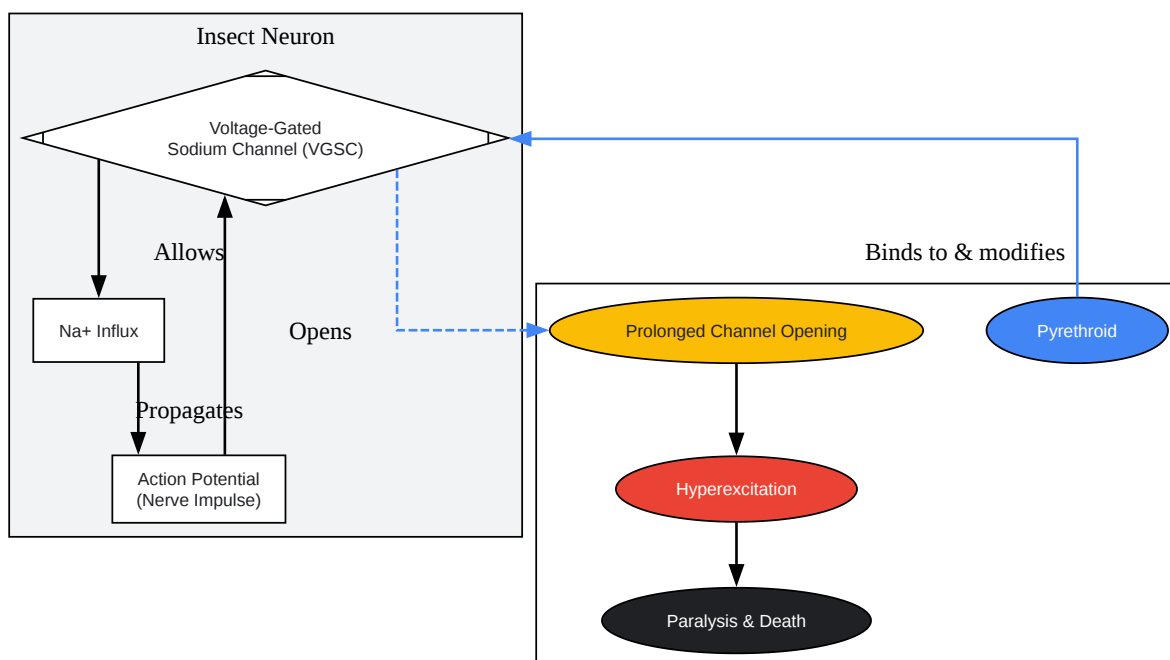 Insect Neuron
Voltage-Gated
Sodium Channel (VGSC)
Allows
Binds to & modifies
Na+ Influx
Opens
Prolonged Channel Opening
Pyrethroid
Propagates
Action Potential
(Nerve Impulse)
Hyperexcitation
Paralysis & Death